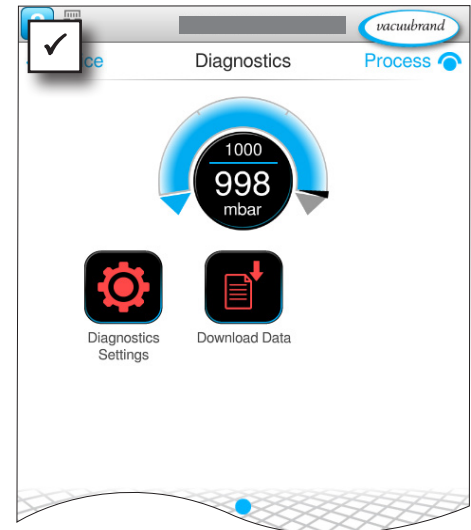 vacuubrand
ce Diagnostics Process
1000
998
mbar
Diagnostics
Settings
Download Data